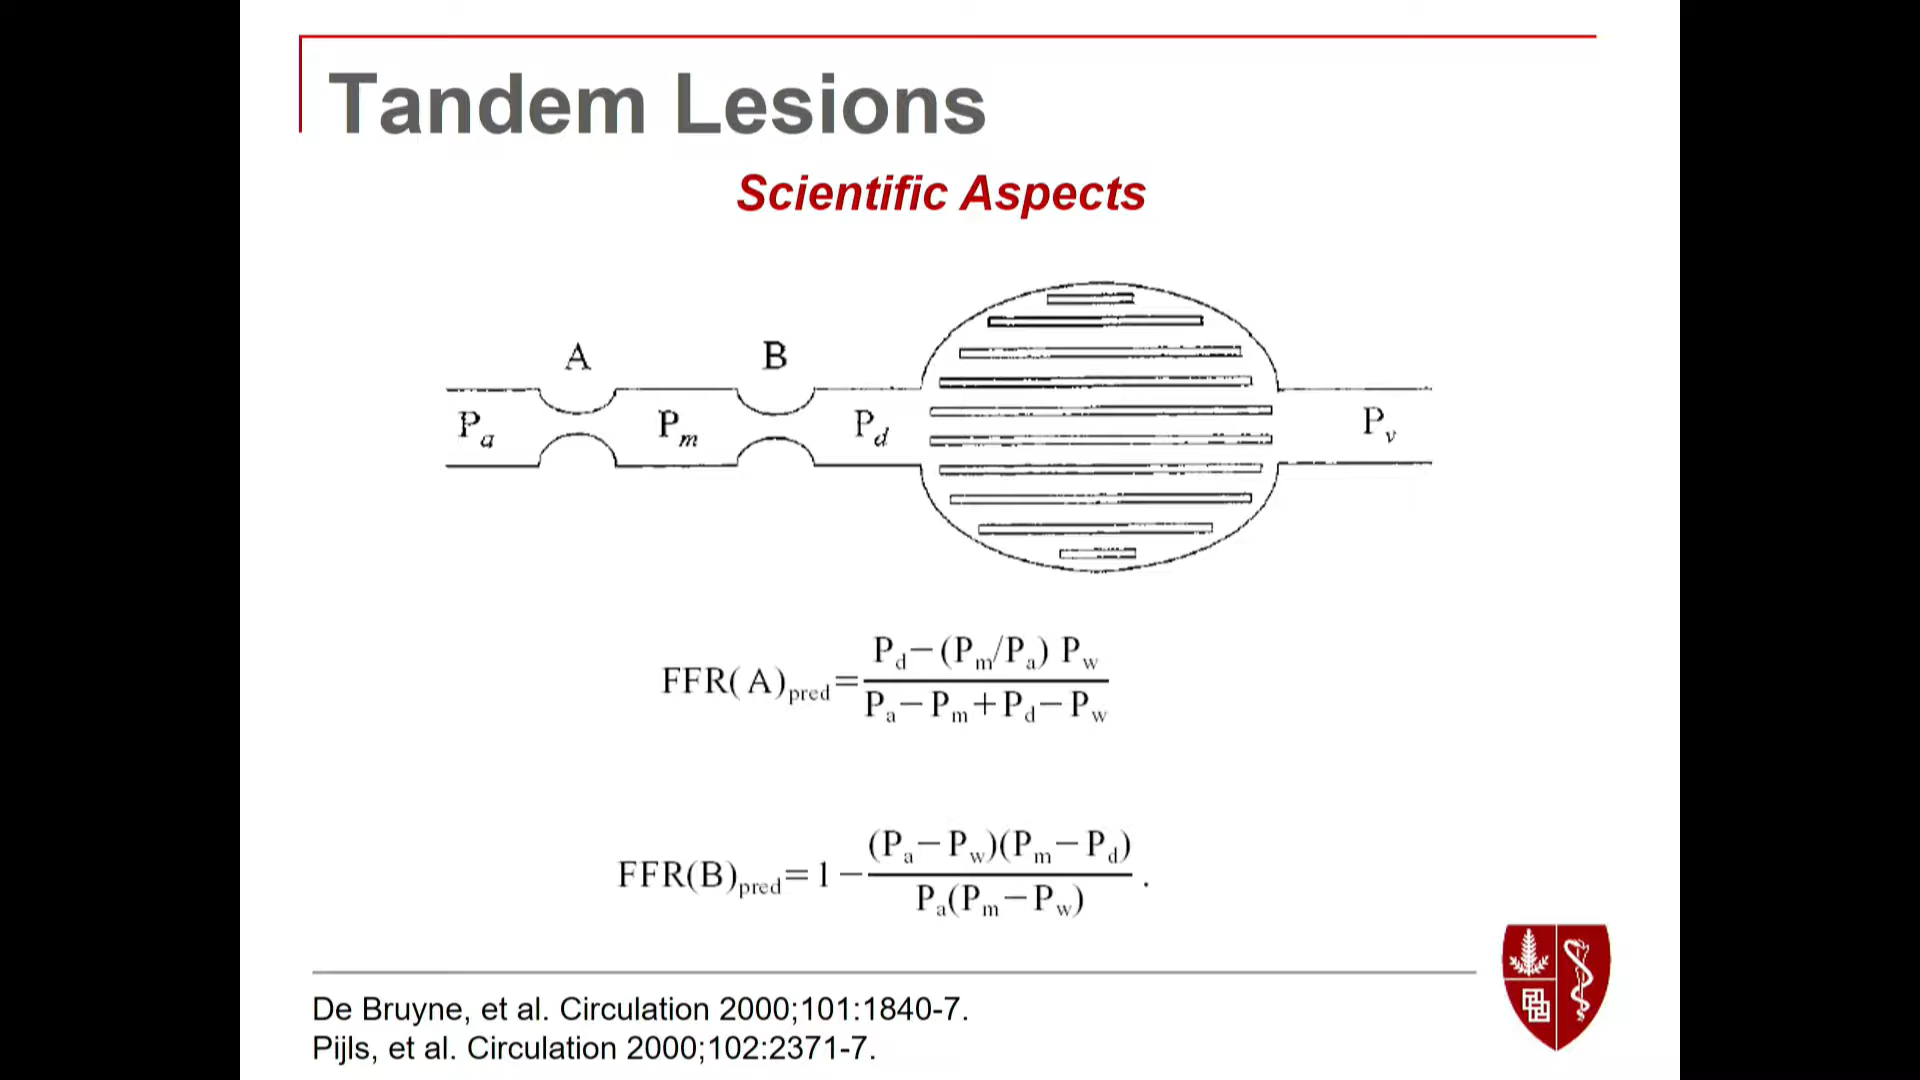 Tandem Lesions
Scientific Aspects
A B
Pa Pm Pd Pv
FFR(A)pred = Pd − (Pm/Pa) Pw / Pa − Pm + Pd − Pw
FFR(B)pred = 1 − (Pa − Pw)(Pm − Pd) / Pa(Pm − Pw) .
De Bruyne, et al. Circulation 2000;101:1840-7.
Pijls, et al. Circulation 2000;102:2371-7.